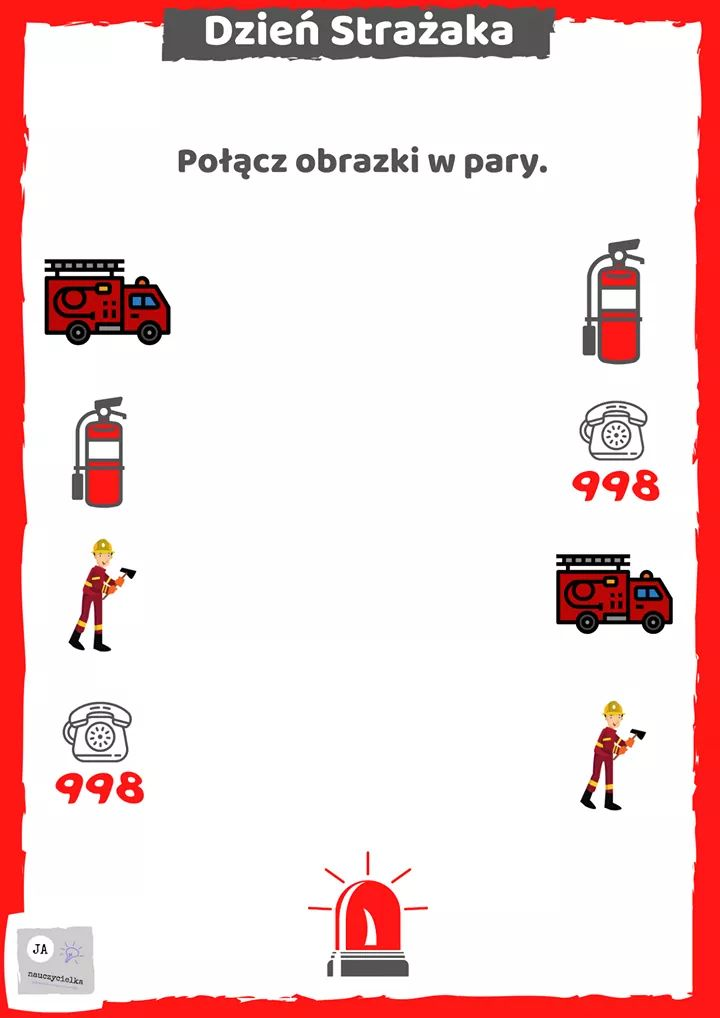 Dzień Strażaka
Połącz obrazki w pary.
998
998
JA
nauczycielka